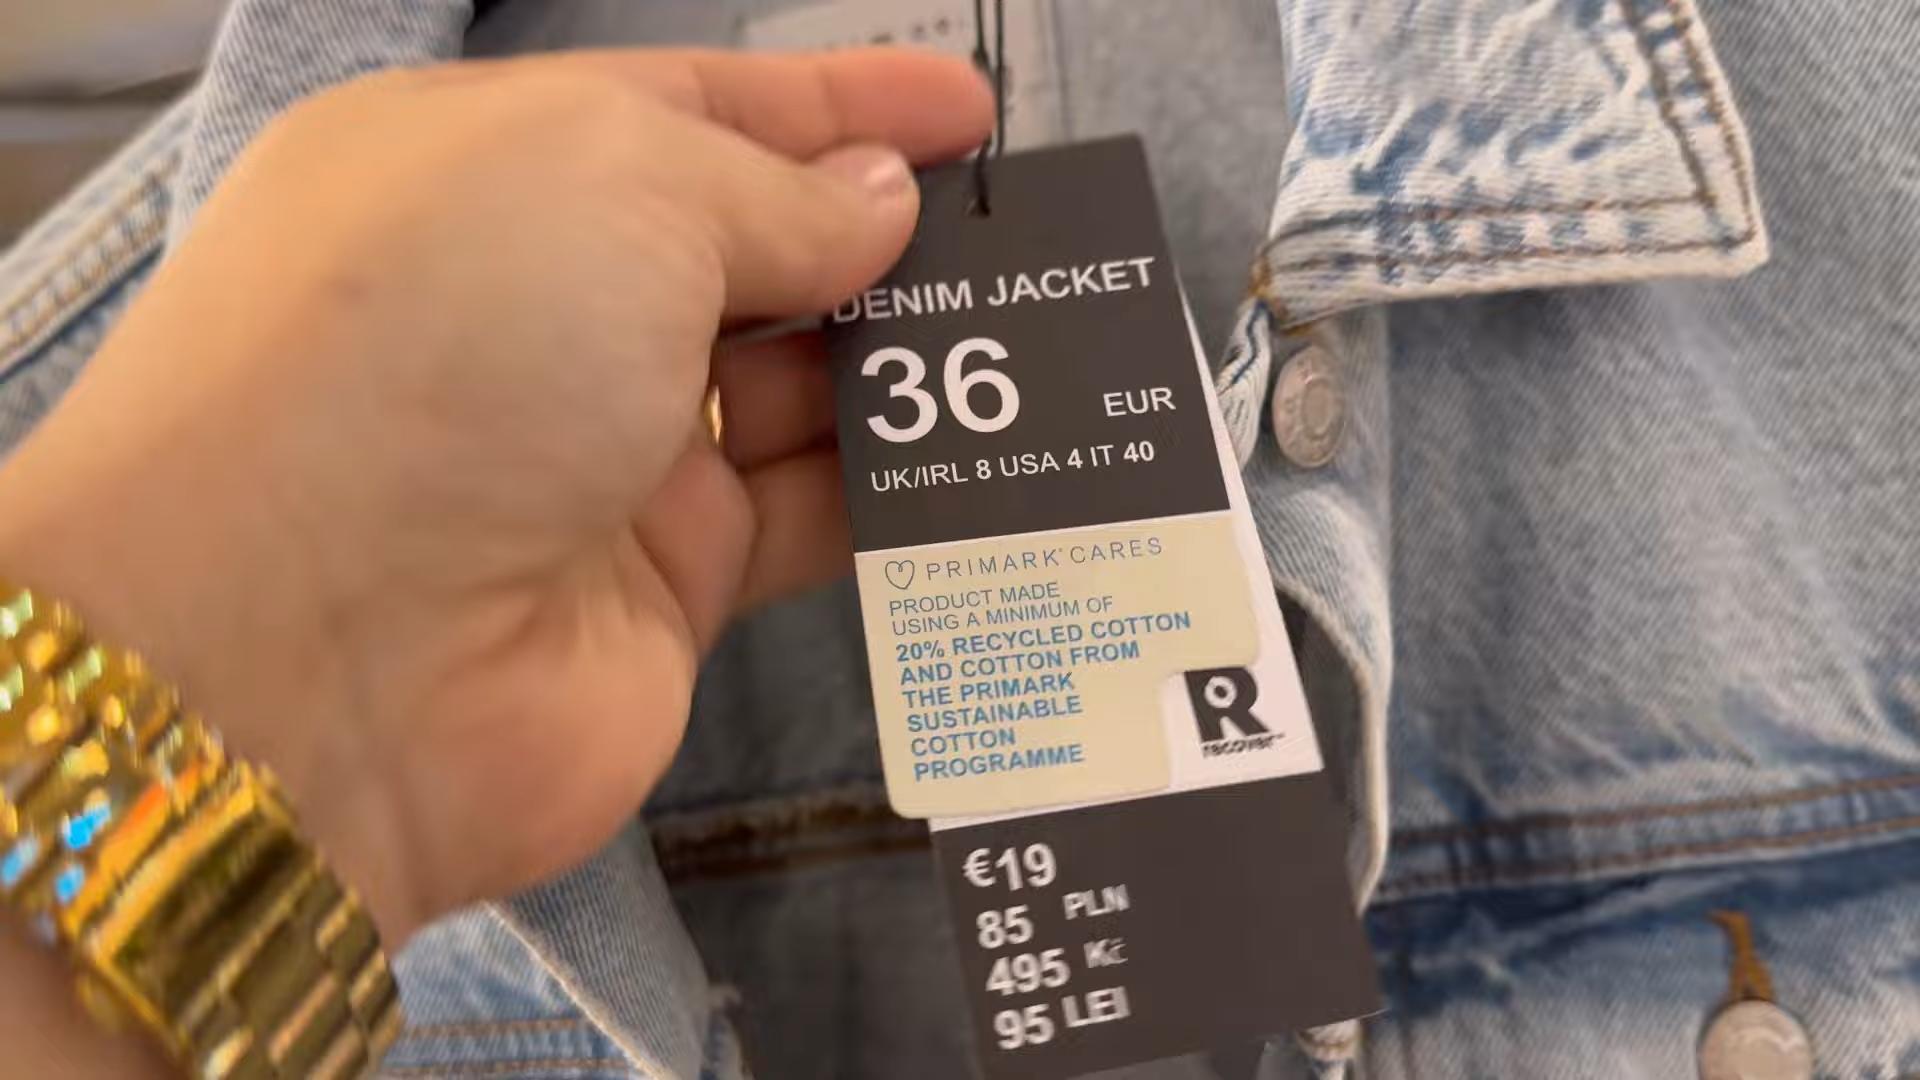 DENIM JACKET
36 EUR
UK/IRL 8 USA 4 IT 40
PRIMARK CARES
PRODUCT MADE
USING A MINIMUM OF
20% RECYCLED COTTON
AND COTTON FROM
THE PRIMARK
SUSTAINABLE
COTTON
PROGRAMME
R
recover™
€19
85 PLN
495 Kč
95 LEI